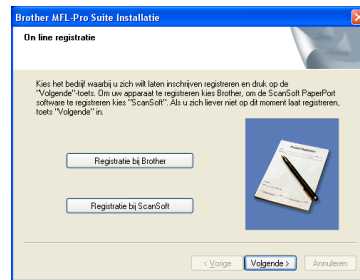 Brother MFL-Pro Suite Installatie
On line registratie
Kies het bedrijf waarbij u zich wilt laten inschrijven registreren en druk op de
"Volgende"-toets. Om uw apparaat te registreren kies Brother, om de ScanSoft PaperPort
software te registreren kies "ScanSoft". Als u zich liever niet op dit moment laat registreren,
toets "Volgende" in.
Registratie bij Brother
Registratie bij ScanSoft
< Vorige
Volgende >
Annuleren